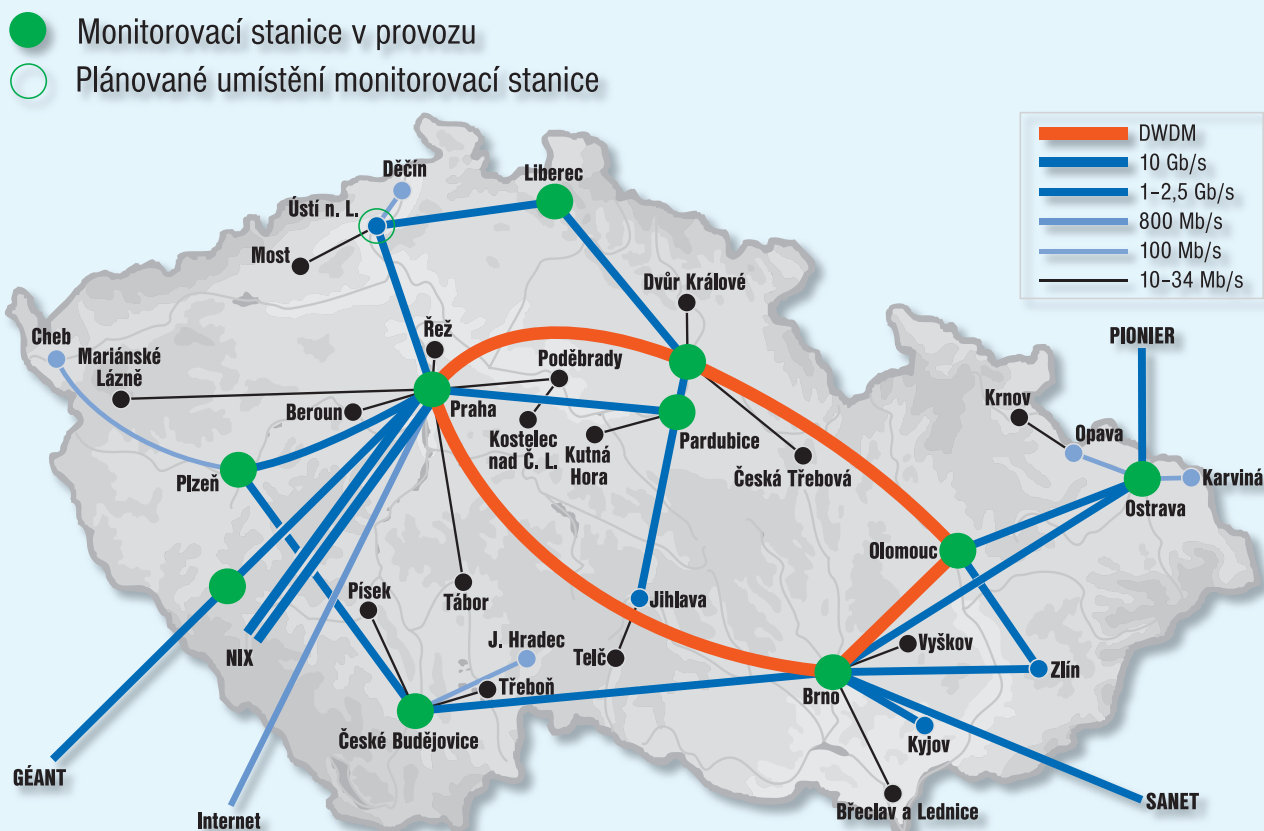 Monitorovací stanice v provozu
Plánované umístění monitorovací stanice
DWDM
10 Gb/s
1–2,5 Gb/s
800 Mb/s
100 Mb/s
10–34 Mb/s
Děčín
Liberec
Ústí n. L.
Most
Dvůr Králové
Cheb
Mariánské
Lázně
Řež
Poděbrady
PIONIER
Beroun
Praha
Krnov
Kostelec
nad Č. L.
Kutná
Hora
Pardubice
Česká Třebová
Opava
Karviná
Plzeň
Ostrava
Olomouc
Písek
Tábor
Jihlava
NIX
J. Hradec
Telč
Vyškov
Zlín
Třeboň
Brno
České Budějovice
Kyjov
GÉANT
Internet
Břeclav a Lednice
SANET